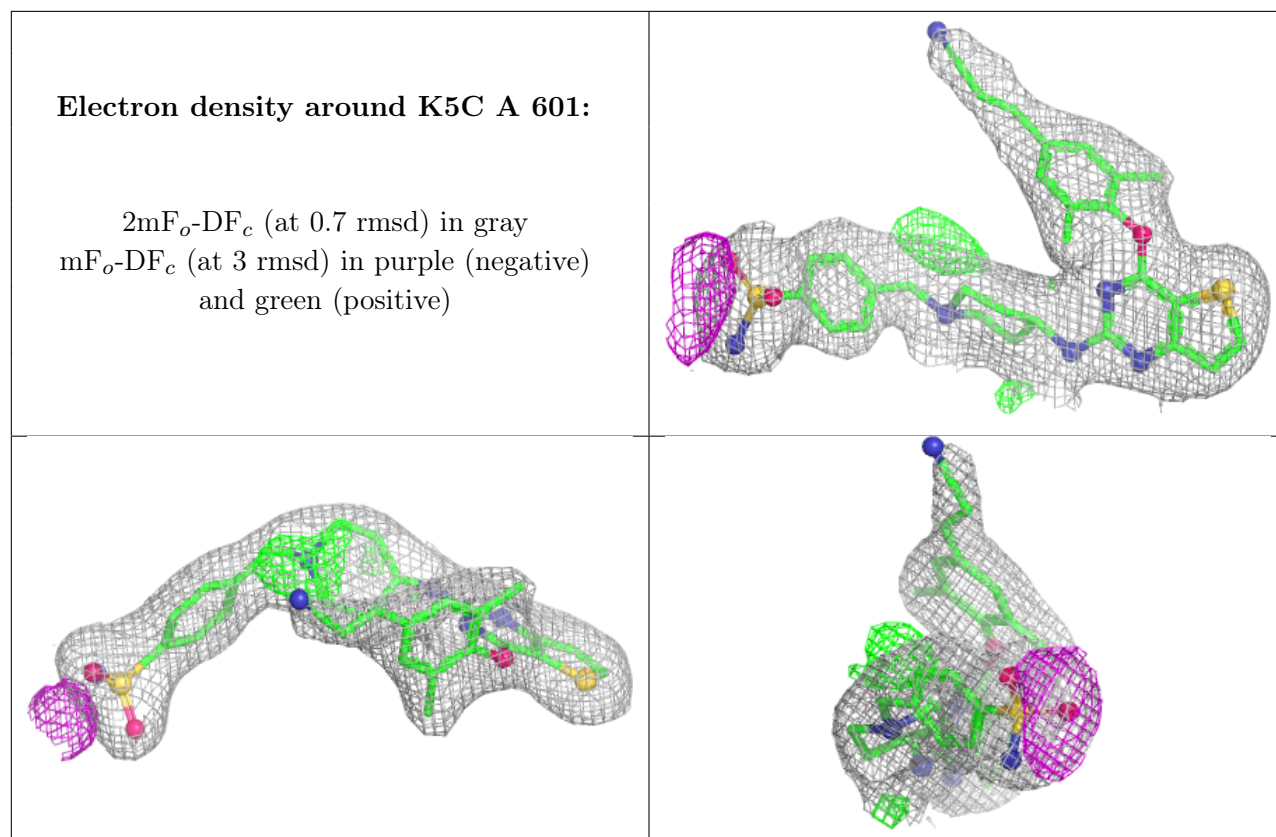 Electron density around K5C A 601:
2mFo-DFc (at 0.7 rmsd) in gray
mFo-DFc (at 3 rmsd) in purple (negative)
and green (positive)